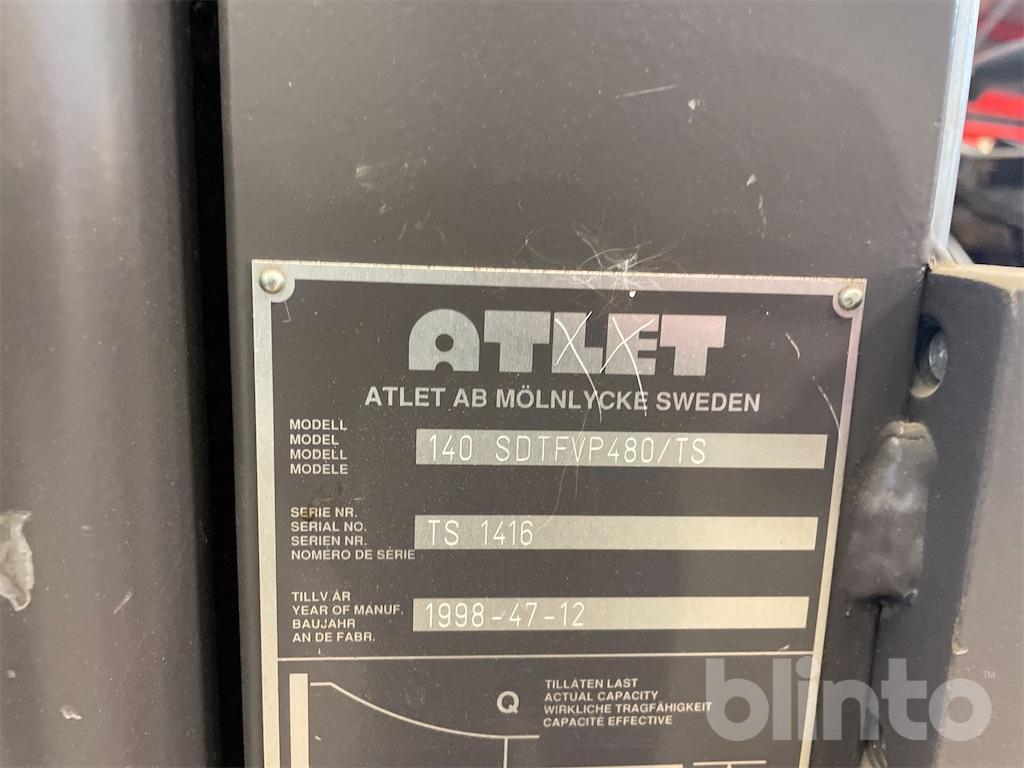 ATLET
ATLET AB MÖLNLYCKE SWEDEN
MODELL
MODEL
MODELL
MODÈLE
140 SDTFVP480/TS
SERIE NR.
SERIAL NO.
SERIEN NR.
NOMÉRO DE SÉRIE
TS 1416
TILLV.ÅR
YEAR OF MANUF.
BAUJAHR
AN DE FABR.
1998-47-12
Q
TILLÅTEN LAST
ACTUAL CAPACITY
WIRKLICHE TRAGFÄHIGKEIT
CAPACITÉ EFFECTIVE
blinto™